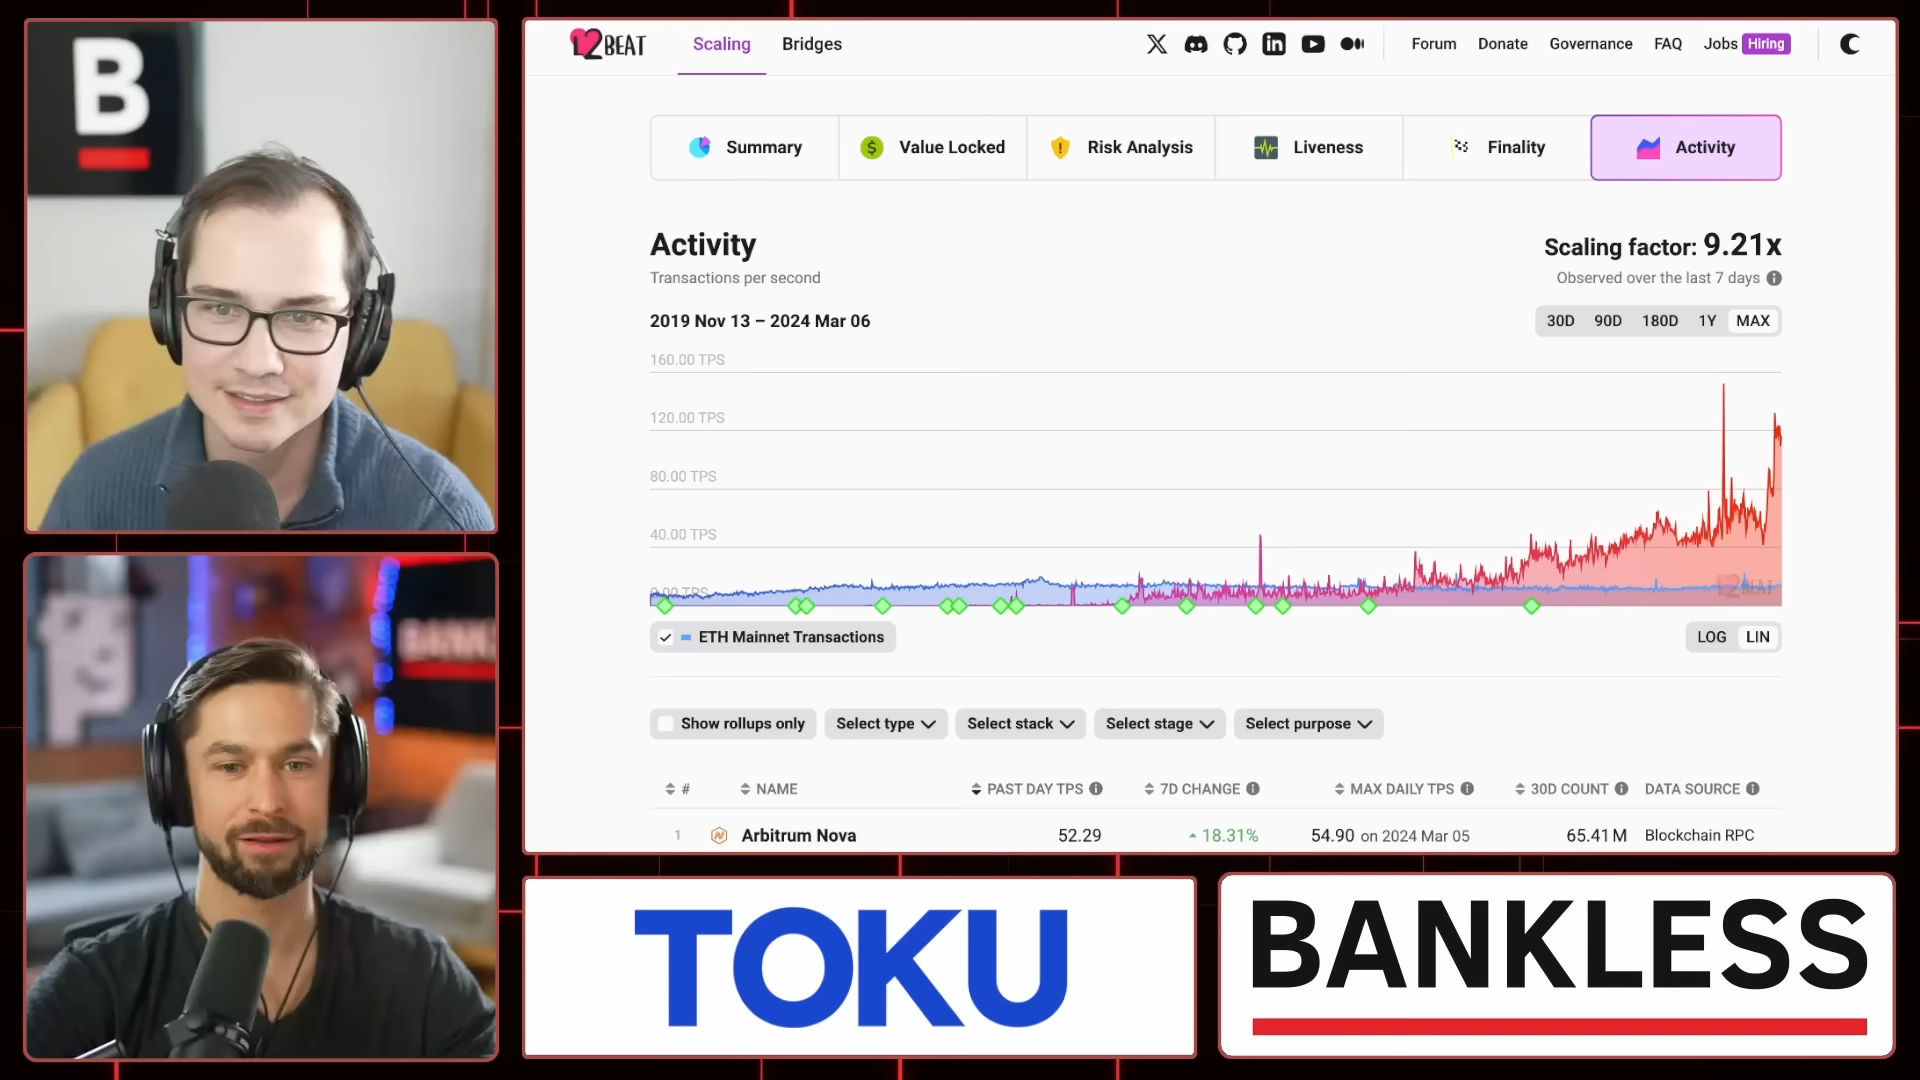 B
L2BEAT
Scaling
Bridges
Forum
Donate
Governance
FAQ
Jobs
Hiring
Summary
$
Value Locked
Risk Analysis
Liveness
Finality
Activity
Activity
Scaling factor: 9.21x
Transactions per second
Observed over the last 7 days
2019 Nov 13 – 2024 Mar 06
30D 90D 180D 1Y MAX
160.00 TPS
120.00 TPS
80.00 TPS
40.00 TPS
0.00 TPS
L2BEAT
ETH Mainnet Transactions
LOG LIN
Show rollups only
Select type
Select stack
Select stage
Select purpose
# NAME PAST DAY TPS 7D CHANGE MAX DAILY TPS 30D COUNT DATA SOURCE
1 Arbitrum Nova 52.29 18.31% 54.90 on 2024 Mar 05 65.41 M Blockchain RPC
TOKU
BANKLESS